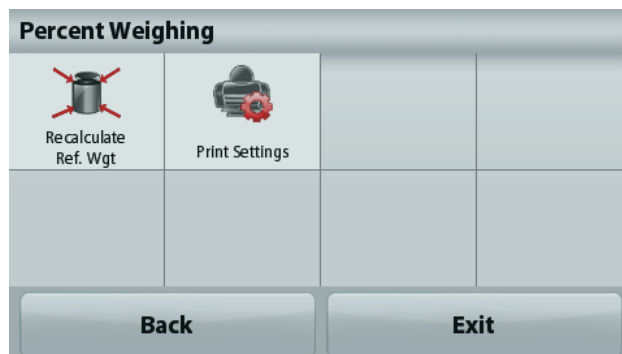 Percent Weighing
Recalculate
Ref. Wgt
Print Settings
Back
Exit